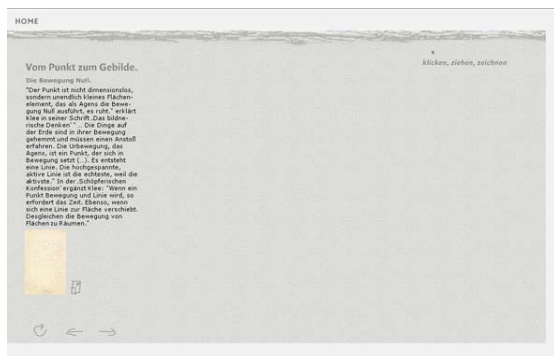 HOME
klicken, ziehen, zeichnen
Vom Punkt zum Gebilde.
Die Bewegung Null.
"Der Punkt ist nicht dimensionslos,
sondern unendlich kleines Flächen-
element, das als Agens die Bewe-
gung Null ausführt, es ruht." erklärt
Klee in seiner Schrift ‚Das bildne-
rische Denken' " ... Die Dinge auf
der Erde sind in ihrer Bewegung
gehemmt und müssen einen Anstoß
erfahren. Die Urbewegung, das
Agens, ist ein Punkt, der sich in
Bewegung setzt (...). Es entsteht
eine Linie. Die hochgespannte,
aktive Linie ist die echteste, weil die
aktivste." In der ‚Schöpferischen
Konfession' ergänzt Klee: "Wenn ein
Punkt Bewegung und Linie wird, so
erfordert das Zeit. Ebenso, wenn
sich eine Linie zur Fläche verschiebt.
Desgleichen die Bewegung von
Flächen zu Räumen."